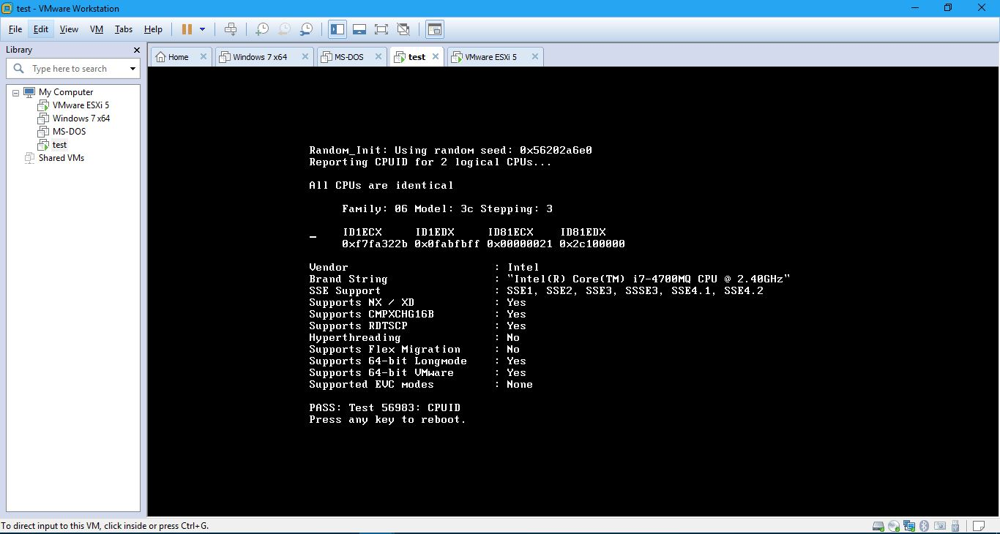 test - VMware Workstation
File Edit View VM Tabs Help
Library
Type here to search
My Computer
VMware ESXi 5
Windows 7 x64
MS-DOS
test
Shared VMs
Home Windows 7 x64 MS-DOS test VMware ESXi 5
Random_Init: Using random seed: 0x56202a6e0
Reporting CPUID for 2 logical CPUs...
All CPUs are identical
Family: 06 Model: 3c Stepping: 3
ID1ECX ID1EDX ID81ECX ID81EDX
0xf7fa322b 0x0fabfbff 0x00000021 0x2c100000
Vendor : Intel
Brand String : "Intel(R) Core(TM) i7-4700MQ CPU @ 2.40GHz"
SSE Support : SSE1, SSE2, SSE3, SSSE3, SSE4.1, SSE4.2
Supports NX / XD : Yes
Supports CMPXCHG16B : Yes
Supports RDTSCP : Yes
Hyperthreading : No
Supports Flex Migration : No
Supports 64-bit Longmode : Yes
Supports 64-bit VMware : Yes
Supported EVC modes : None
PASS: Test 56983: CPUID
Press any key to reboot.
To direct input to this VM, click inside or press Ctrl+G.